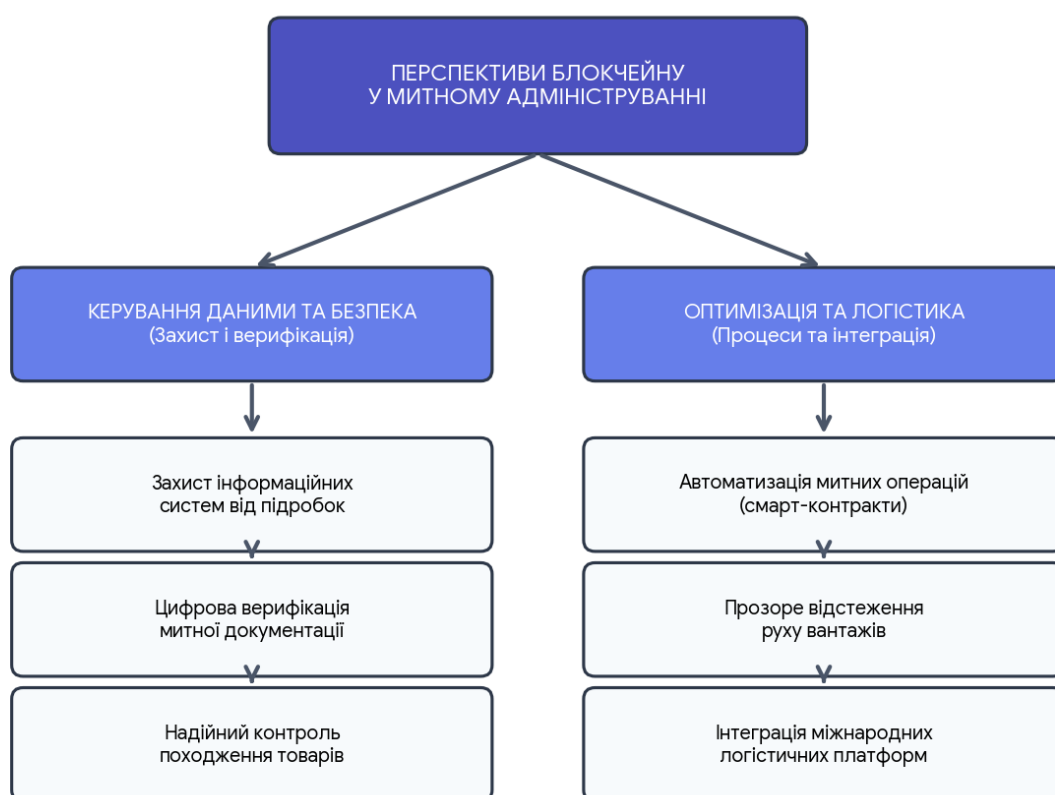 ПЕРСПЕКТИВИ БЛОКЧЕЙНУ
У МИТНОМУ АДМІНІСТРУВАННІ
КЕРУВАННЯ ДАНИМИ ТА БЕЗПЕКА
(Захист і верифікація)
Захист інформаційних
систем від підробок
Цифрова верифікація
митної документації
Надійний контроль
походження товарів
ОПТИМІЗАЦІЯ ТА ЛОГІСТИКА
(Процеси та інтеграція)
Автоматизація митних операцій
(смарт-контракти)
Прозоре відстеження
руху вантажів
Інтеграція міжнародних
логістичних платформ